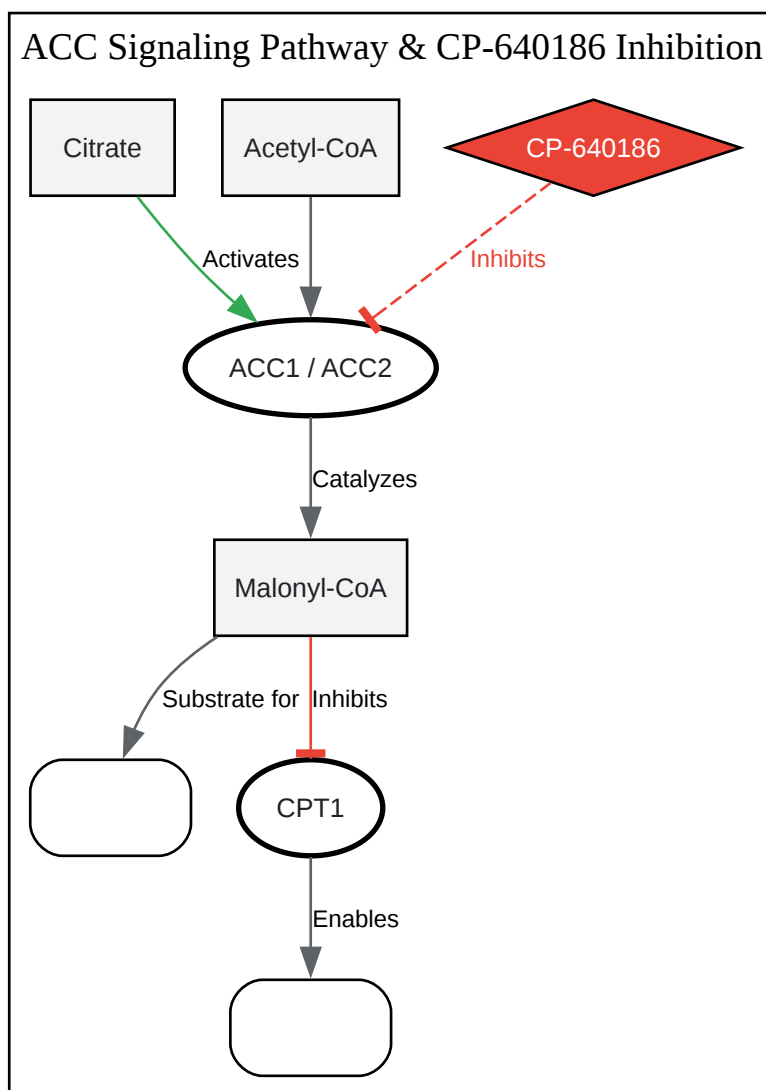 ACC Signaling Pathway & CP-640186 Inhibition
Citrate
Acetyl-CoA
CP-640186
Activates
Inhibits
ACC1 / ACC2
Catalyzes
Malonyl-CoA
Substrate for
Inhibits
CPT1
Enables